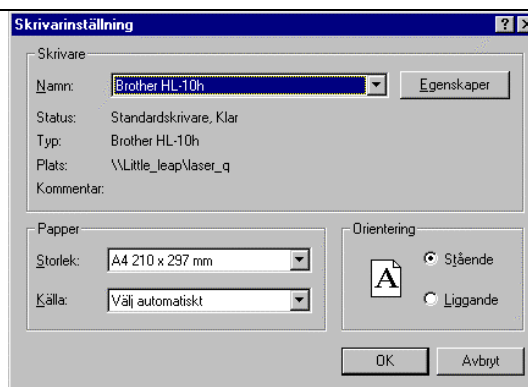 Skrivarinställning
Skrivare
Namn: Brother HL-10h Egenskaper
Status: Standardskrivare, Klar
Typ: Brother HL-10h
Plats: \\Little_leap\laser_q
Kommentar:
Papper
Storlek: A4 210 x 297 mm
Källa: Välj automatiskt
Orientering
A
Stående
Liggande
OK Avbryt